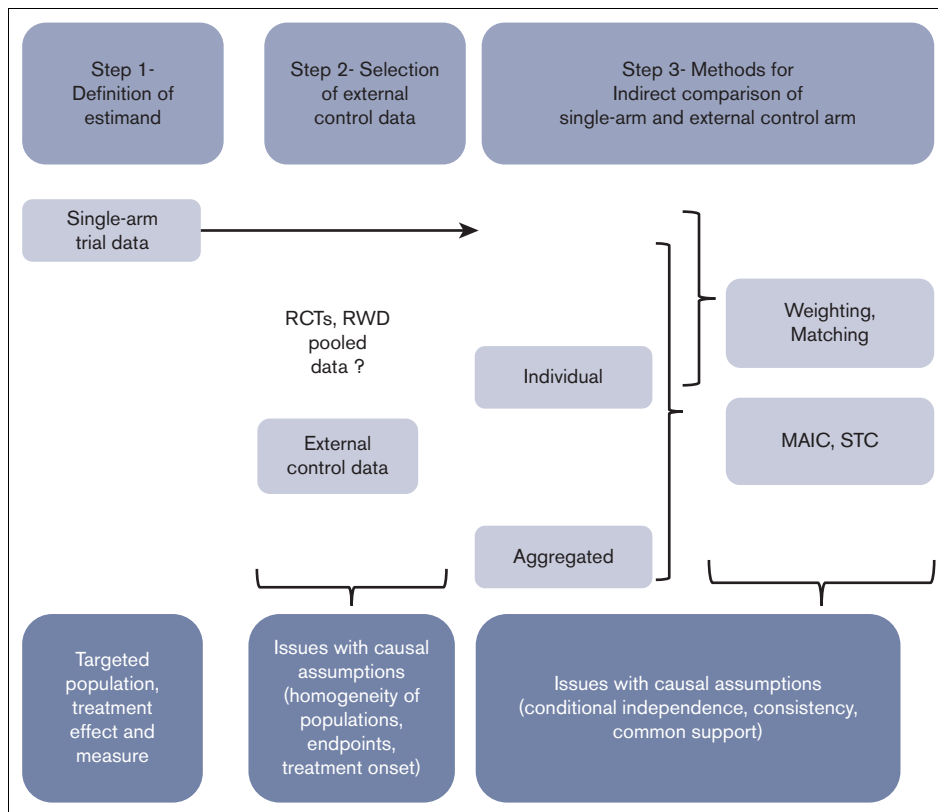 Step 1-
Definition of
estimand
Step 2- Selection
of external
control data
Step 3- Methods for
Indirect comparison of
single-arm and external control arm
Single-arm
trial data
RCTs, RWD
pooled
data ?
External
control data
Individual
Aggregated
Weighting,
Matching
MAIC, STC
Targeted
population,
treatment
effect and
measure
Issues with causal
assumptions
(homogeneity of
populations,
endpoints,
treatment onset)
Issues with causal assumptions
(conditional independence, consistency,
common support)